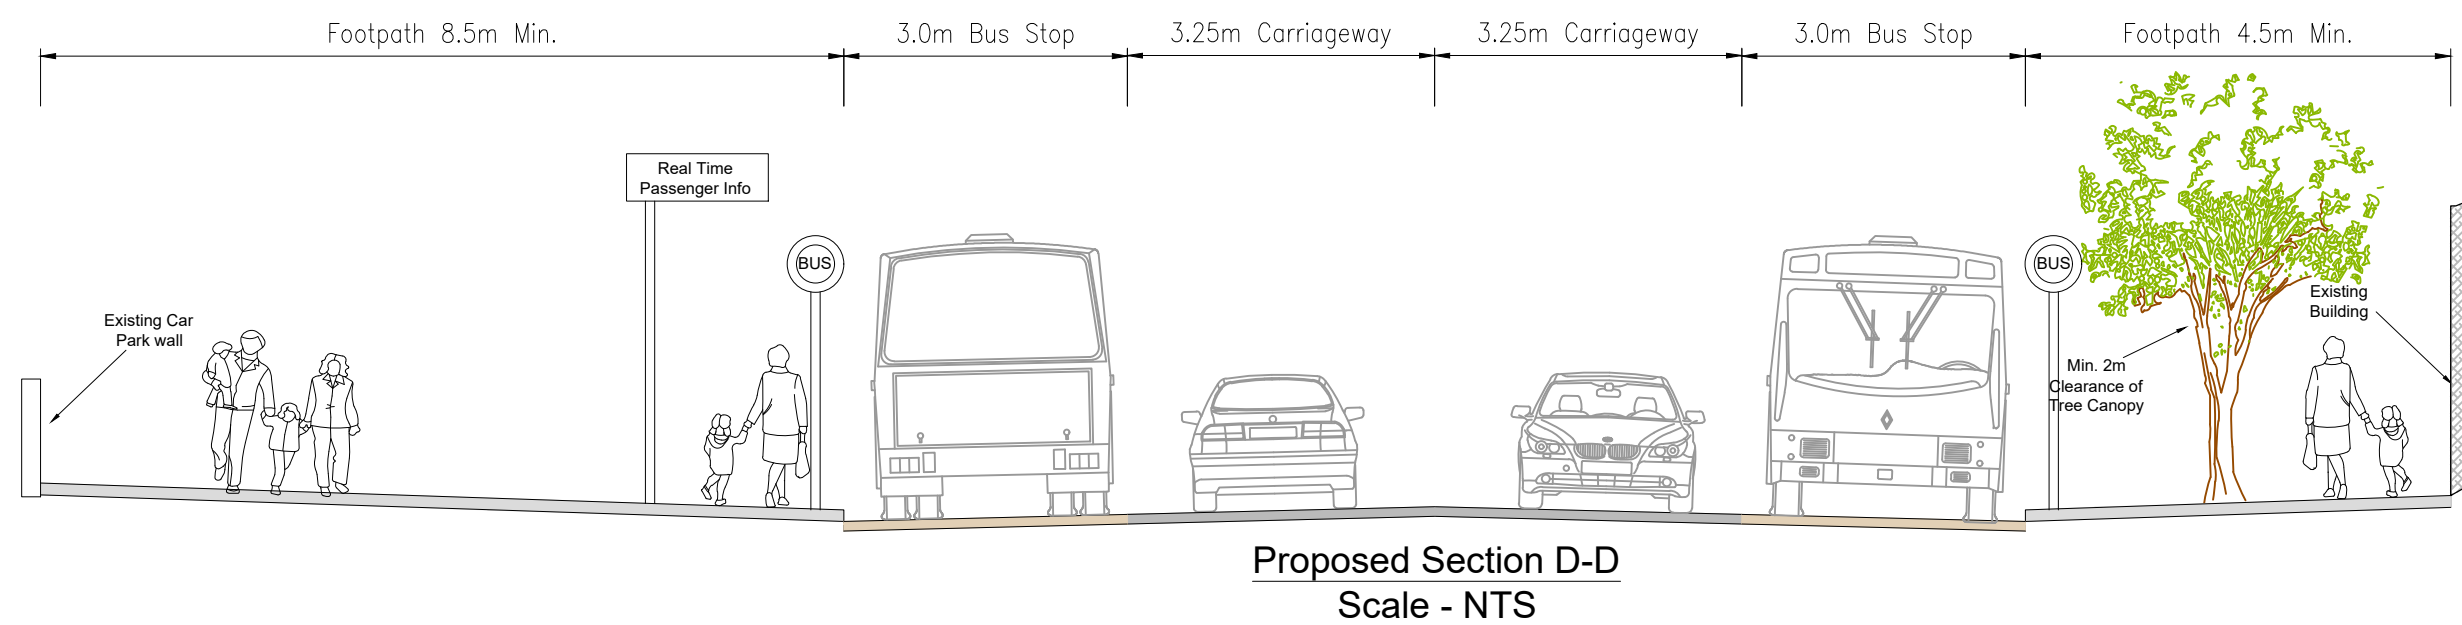 Footpath 8.5m Min.
3.0m Bus Stop
3.25m Carriageway
3.25m Carriageway
3.0m Bus Stop
Footpath 4.5m Min.
Real Time
Passenger Info
BUS
BUS
Existing Car
Park wall
Existing
Building
Min. 2m
Clearance of
Tree Canopy
Proposed Section D-D
Scale - NTS